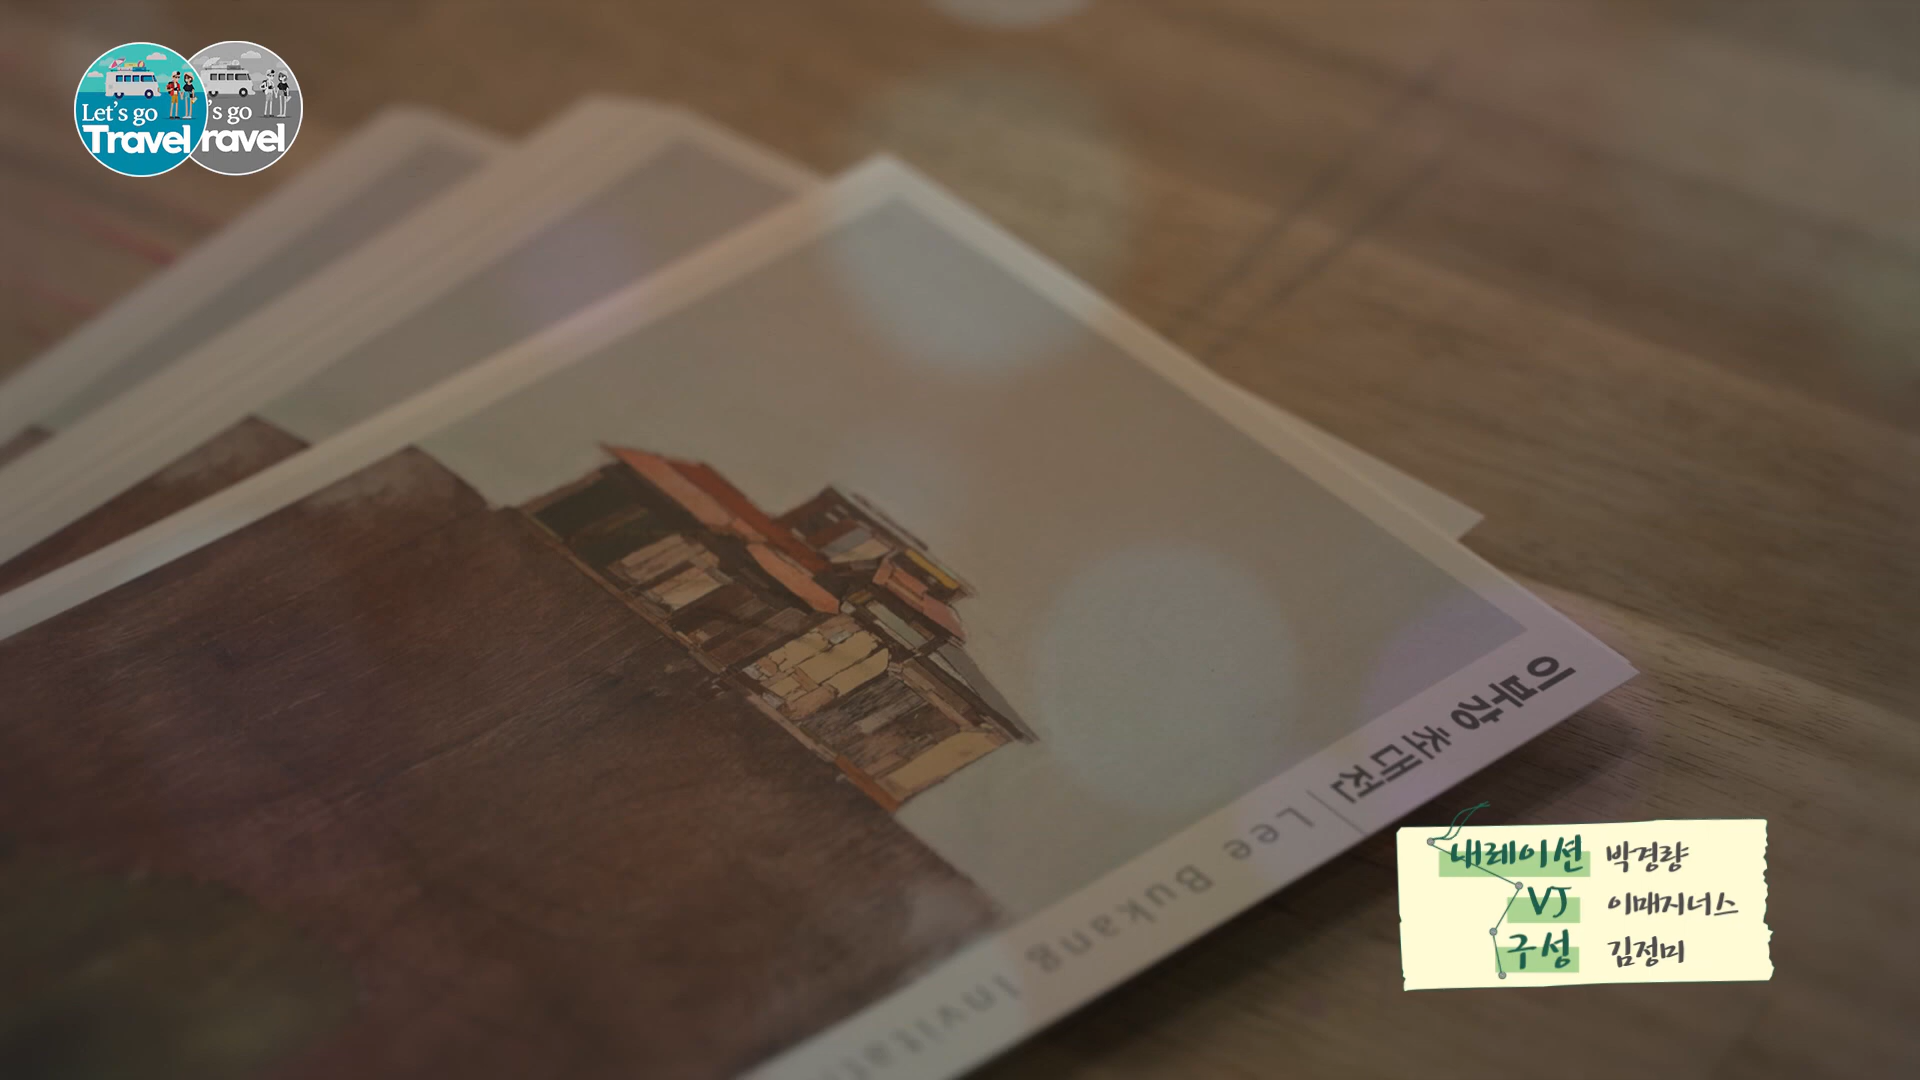 Let's go
Travel
's go
ravel
이부강 초대전 | Lee Bukang Invitat
내레이션 박경량
VJ 이매지너스
구성 김정미